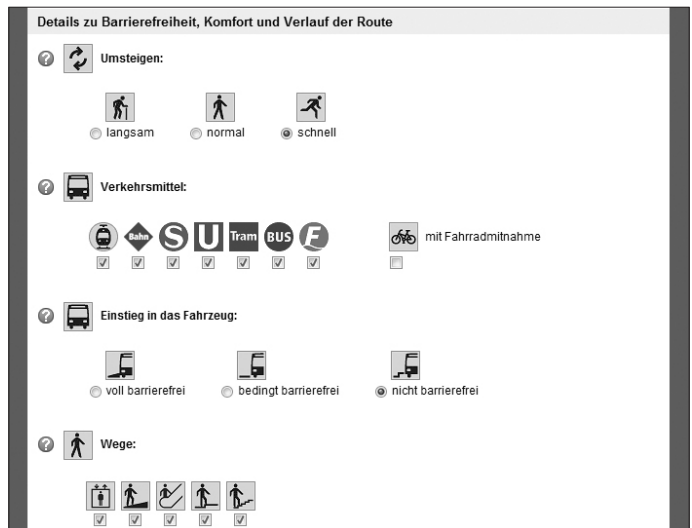 Details zu Barrierefreiheit, Komfort und Verlauf der Route
? Umsteigen:
langsam normal schnell
? Verkehrsmittel:
Bahn S U Tram BUS F mit Fahrradmitnahme
? Einstieg in das Fahrzeug:
voll barrierefrei bedingt barrierefrei nicht barrierefrei
? Wege: